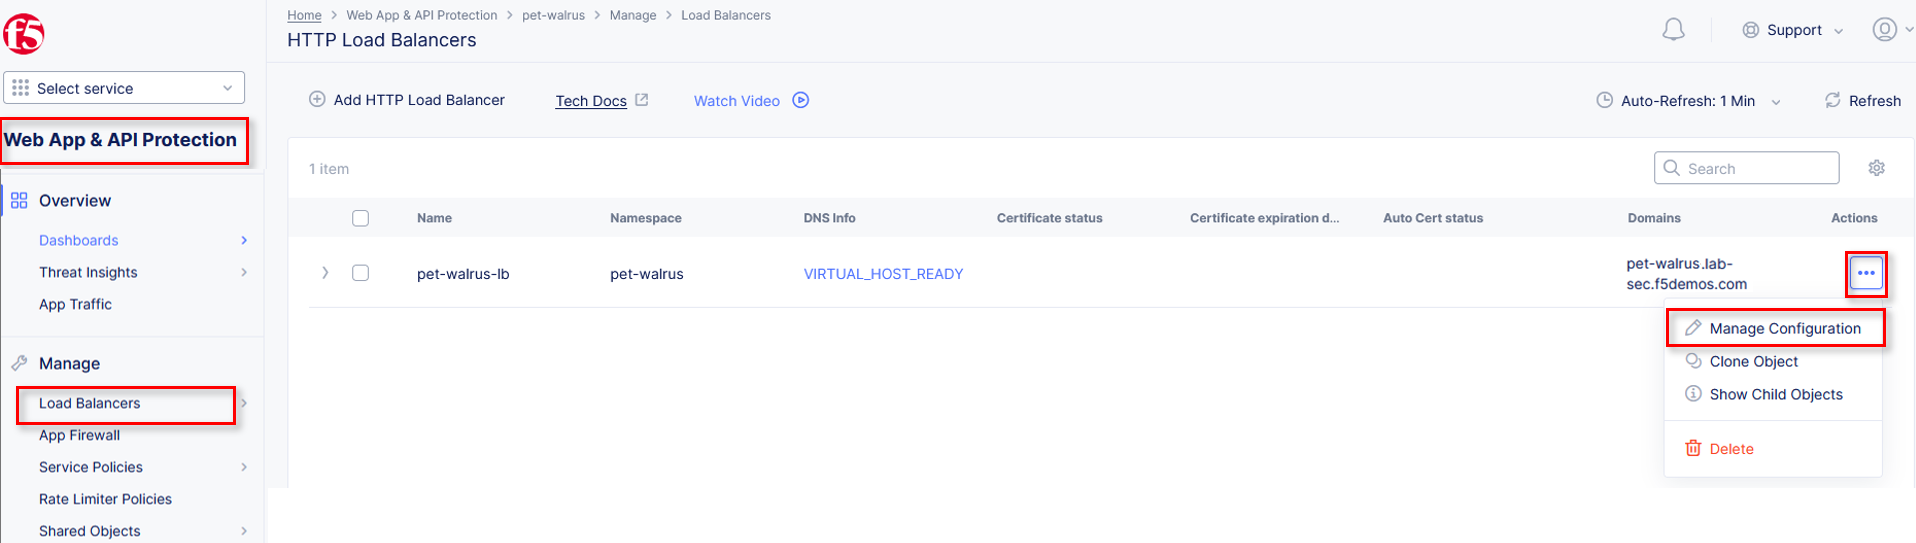 f5
Select service
Web App & API Protection
Overview
Dashboards
Threat Insights
App Traffic
Manage
Load Balancers
App Firewall
Service Policies
Rate Limiter Policies
Shared Objects
Home > Web App & API Protection > pet-walrus > Manage > Load Balancers
HTTP Load Balancers
Support
Add HTTP Load Balancer Tech Docs Watch Video
Auto-Refresh: 1 Min Refresh
1 item
Search
Name Namespace DNS Info Certificate status Certificate expiration d... Auto Cert status Domains Actions
pet-walrus-lb pet-walrus VIRTUAL_HOST_READY pet-walrus.lab-
sec.f5demos.com
Manage Configuration
Clone Object
Show Child Objects
Delete